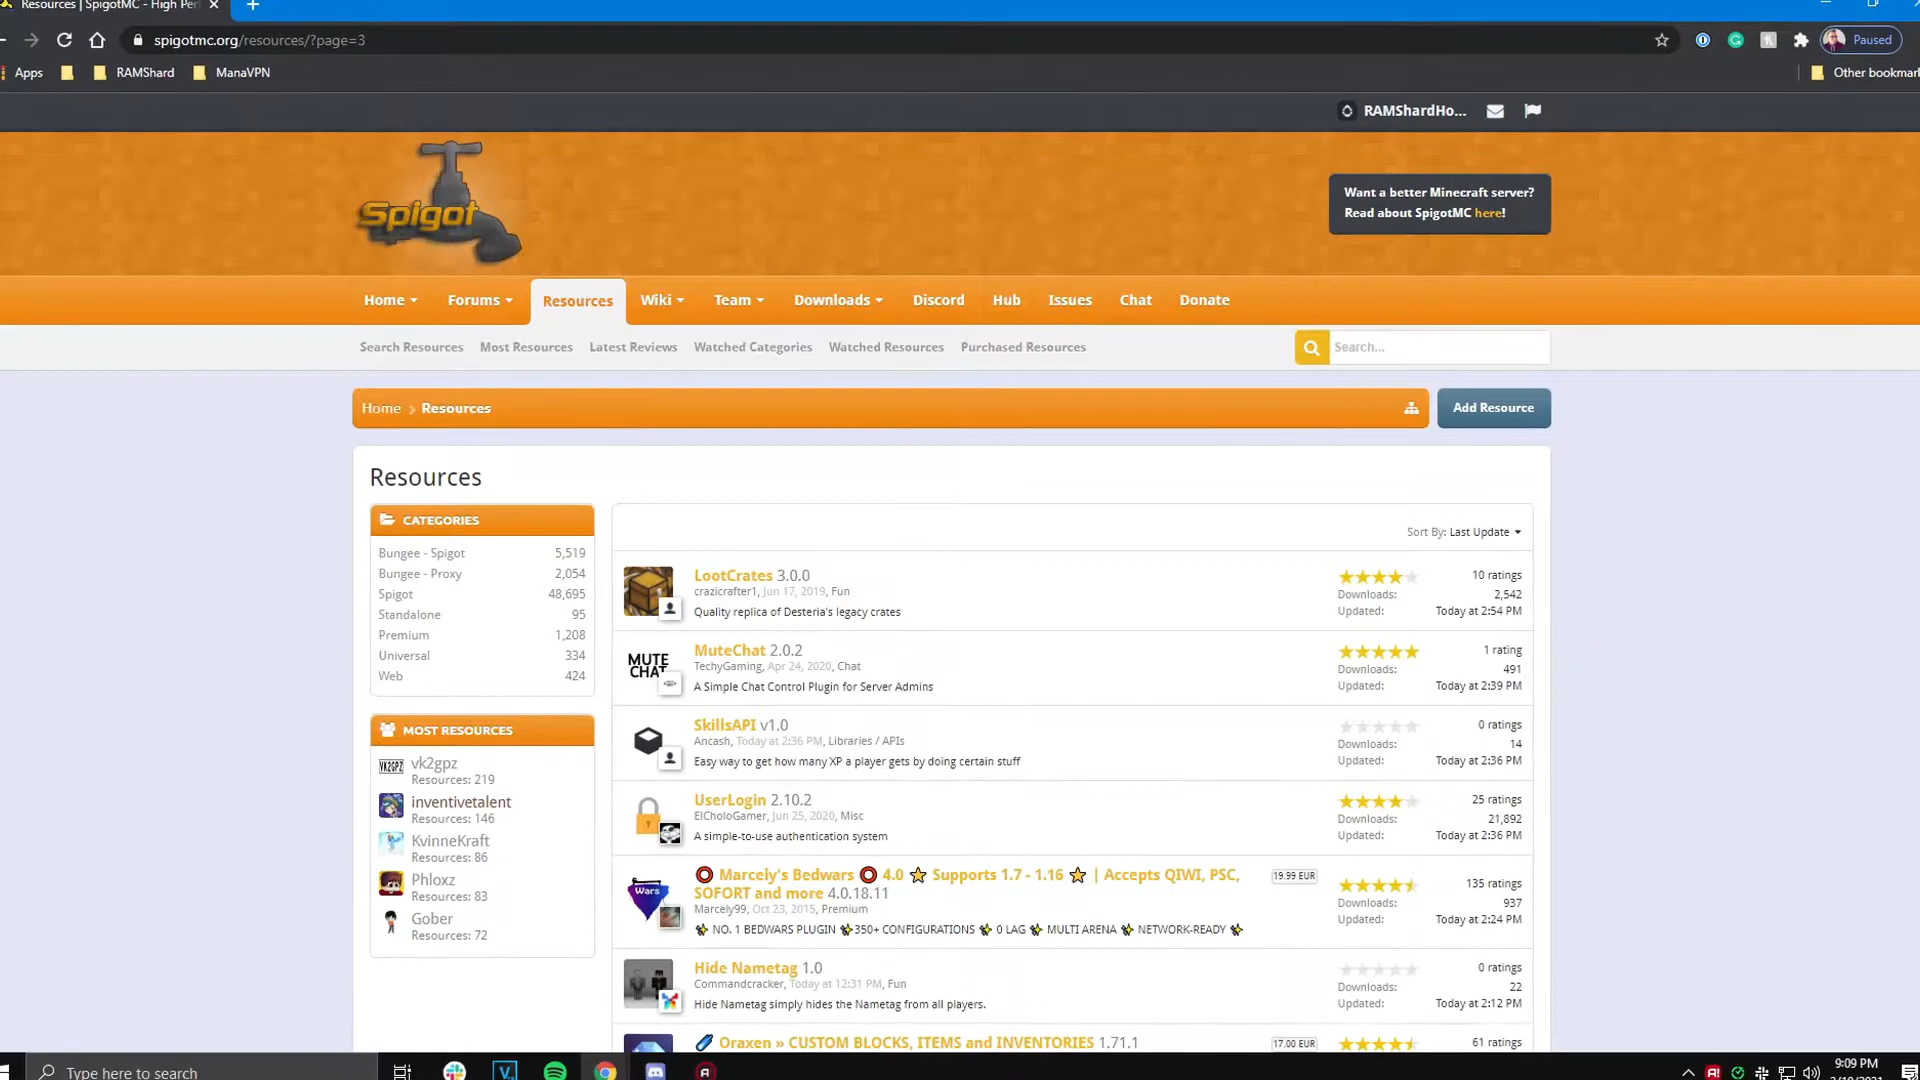 Resources | SpigotMC - High Per
spigotmc.org/resources/?page=3
Paused
Apps
RAMShard
ManaVPN
Other bookmark
RAMShardHo...
Spigot
Want a better Minecraft server?
Read about SpigotMC here!
Home
Forums
Resources
Wiki
Team
Downloads
Discord
Hub
Issues
Chat
Donate
Search Resources
Most Resources
Latest Reviews
Watched Categories
Watched Resources
Purchased Resources
Search...
Home
Resources
Add Resource
Resources
CATEGORIES
Bungee - Spigot 5,519
Bungee - Proxy 2,054
Spigot 48,695
Standalone 95
Premium 1,208
Universal 334
Web 424
MOST RESOURCES
VK2GPZ
vk2gpz
Resources: 219
inventivetalent
Resources: 146
KvinneKraft
Resources: 86
Phloxz
Resources: 83
Gober
Resources: 72
Sort By: Last Update
LootCrates 3.0.0
crazicrafter1, Jun 17, 2019, Fun
Quality replica of Desteria's legacy crates
10 ratings
Downloads: 2,542
Updated: Today at 2:54 PM
MUTE
CHAT
MuteChat 2.0.2
TechyGaming, Apr 24, 2020, Chat
A Simple Chat Control Plugin for Server Admins
1 rating
Downloads: 491
Updated: Today at 2:39 PM
SkillsAPI v1.0
Ancash, Today at 2:36 PM, Libraries / APIs
Easy way to get how many XP a player gets by doing certain stuff
0 ratings
Downloads: 14
Updated: Today at 2:36 PM
UserLogin 2.10.2
ElCholoGamer, Jun 25, 2020, Misc
A simple-to-use authentication system
25 ratings
Downloads: 21,892
Updated: Today at 2:36 PM
Wars
⭕ Marcely's Bedwars ⭕ 4.0 ⭐ Supports 1.7 - 1.16 ⭐ | Accepts QIWI, PSC,
SOFORT and more 4.0.18.11
Marcely99, Oct 23, 2015, Premium
✨ NO. 1 BEDWARS PLUGIN ✨350+ CONFIGURATIONS ✨ 0 LAG ✨ MULTI ARENA ✨ NETWORK-READY ✨
19.99 EUR
135 ratings
Downloads: 937
Updated: Today at 2:24 PM
Hide Nametag 1.0
Commandcracker, Today at 12:31 PM, Fun
Hide Nametag simply hides the Nametag from all players.
0 ratings
Downloads: 22
Updated: Today at 2:12 PM
Oraxen » CUSTOM BLOCKS, ITEMS and INVENTORIES 1.71.1
17.00 EUR
61 ratings
Type here to search
9:09 PM